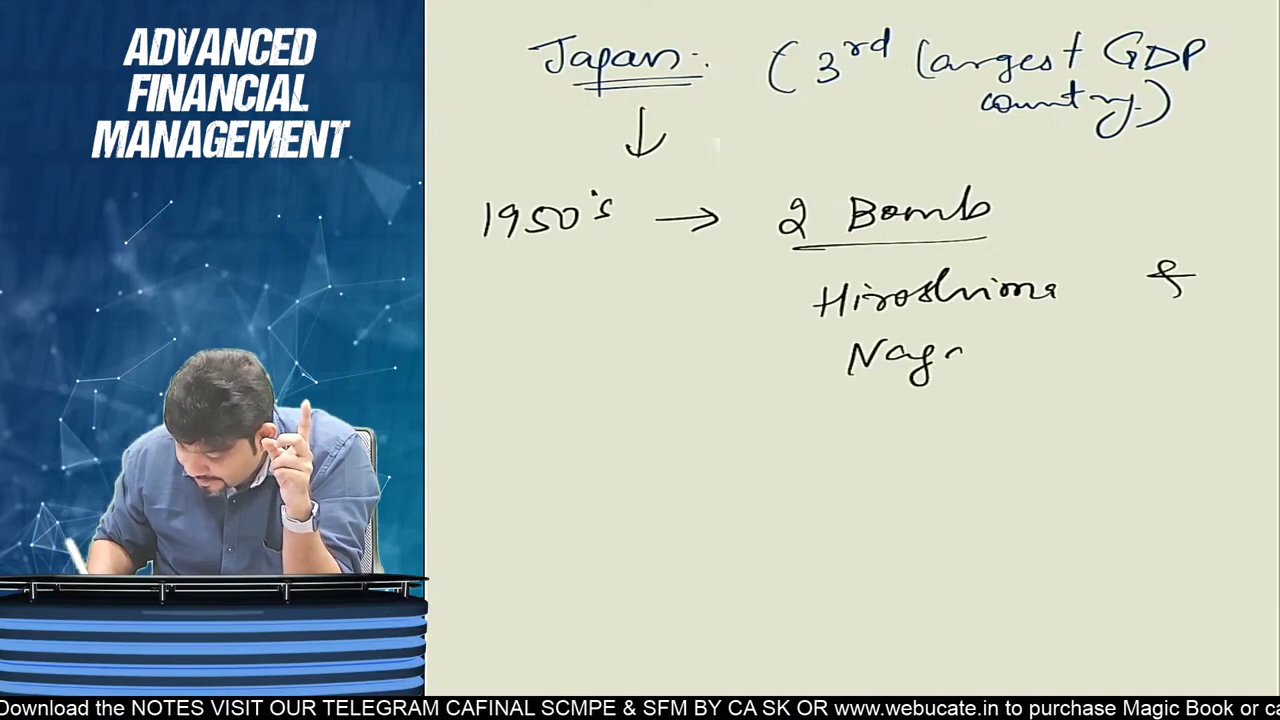 ADVANCED
FINANCIAL
MANAGEMENT
Japan. (3rd largest GDP
country.)
1950's → 2 Bomb
Hiroshima &
Nag
Download the NOTES VISIT OUR TELEGRAM CAFINAL SCMPE & SFM BY CA SK OR www.webucate.in to purchase Magic Book or ca